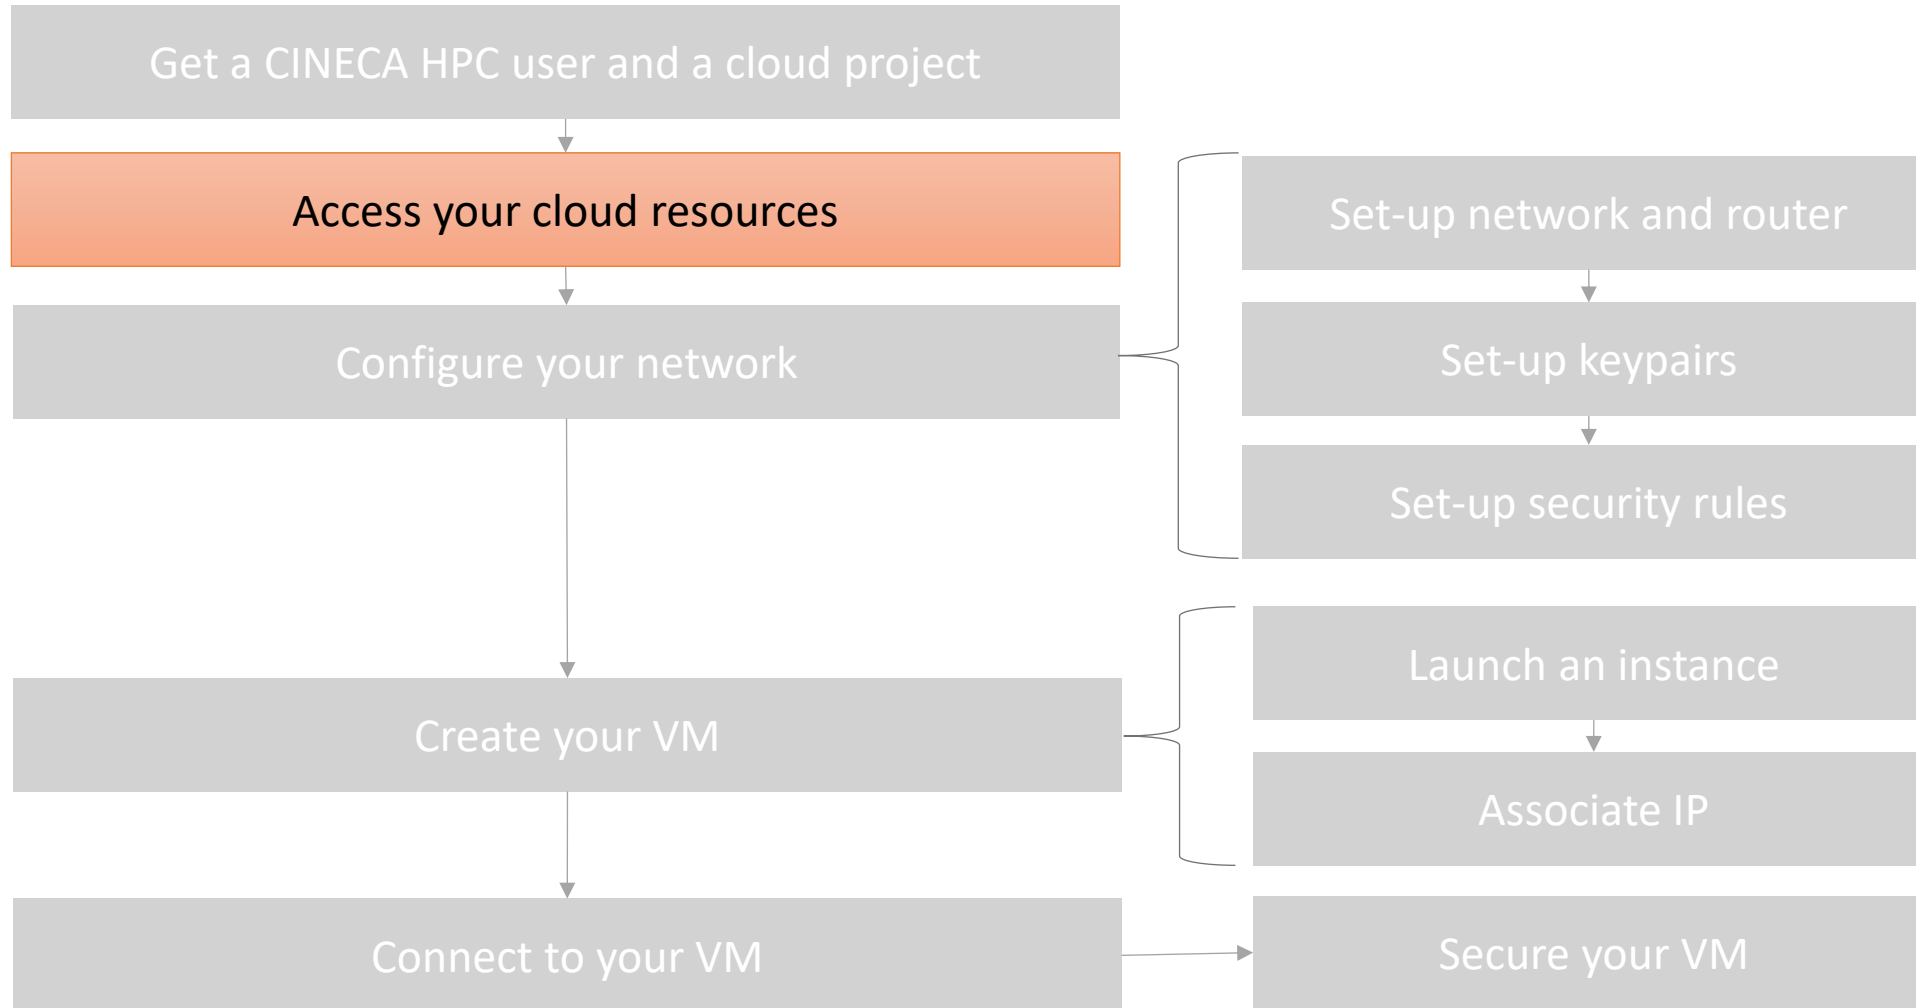 Get a CINECA HPC user and a cloud project
Access your cloud resources
Configure your network
Set-up network and router
Set-up keypairs
Set-up security rules
Create your VM
Launch an instance
Associate IP
Connect to your VM
Secure your VM